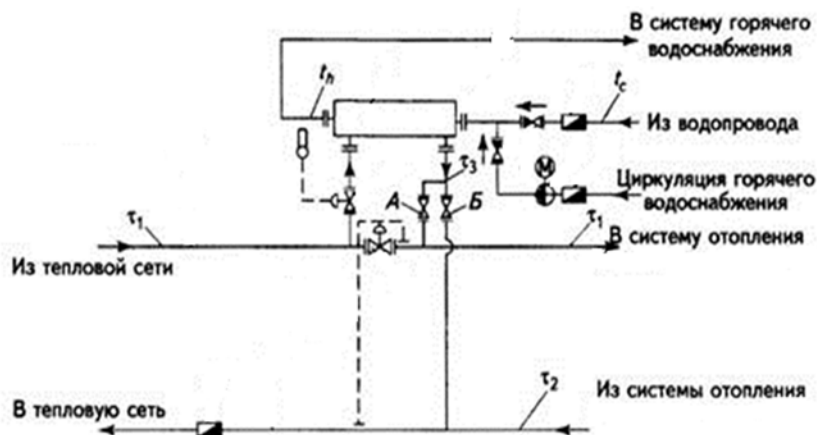 В систему горячего
водоснабжения
t_h
t_c
Из водопровода
τ₃
М
А
Б
Циркуляция горячего
водоснабжения
τ₁
τ₁
В систему отопления
Из тепловой сети
τ₂
Из системы отопления
В тепловую сеть